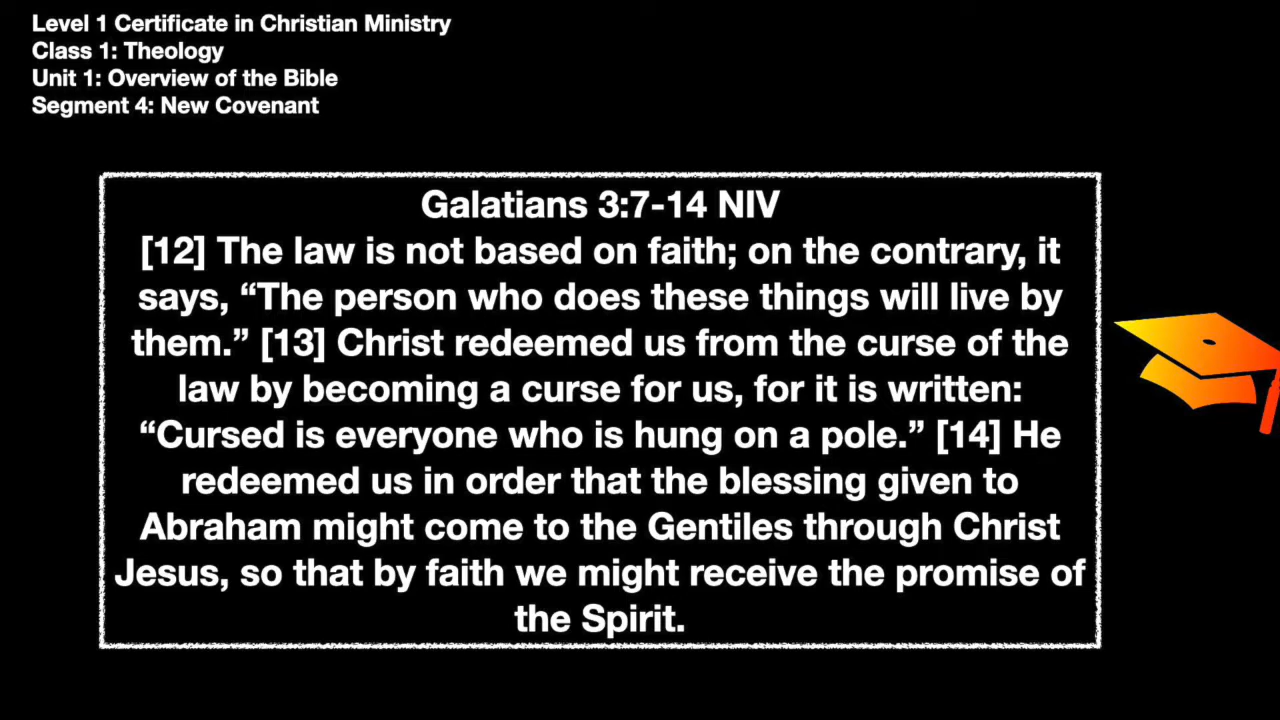 Level 1 Certificate in Christian Ministry
Class 1: Theology
Unit 1: Overview of the Bible
Segment 4: New Covenant
Galatians 3:7-14 NIV
[12] The law is not based on faith; on the contrary, it
says, “The person who does these things will live by
them.” [13] Christ redeemed us from the curse of the
law by becoming a curse for us, for it is written:
“Cursed is everyone who is hung on a pole.” [14] He
redeemed us in order that the blessing given to
Abraham might come to the Gentiles through Christ
Jesus, so that by faith we might receive the promise of
the Spirit.